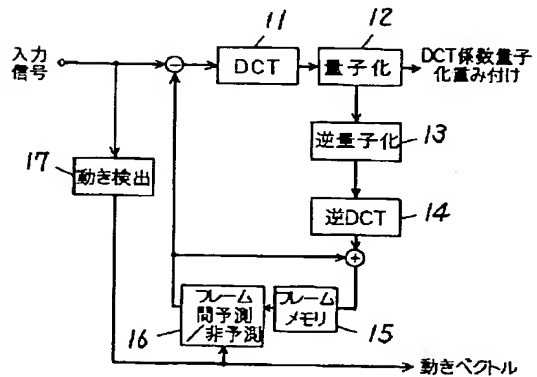 11
12
入力
信号
−
DCT
量子化
DCT係数量子
化重み付け
逆量子化
13
17
動き検出
逆DCT
14
+
フレーム
間予測
/非予測
16
フレーム
メモリ
15
動きベクトル